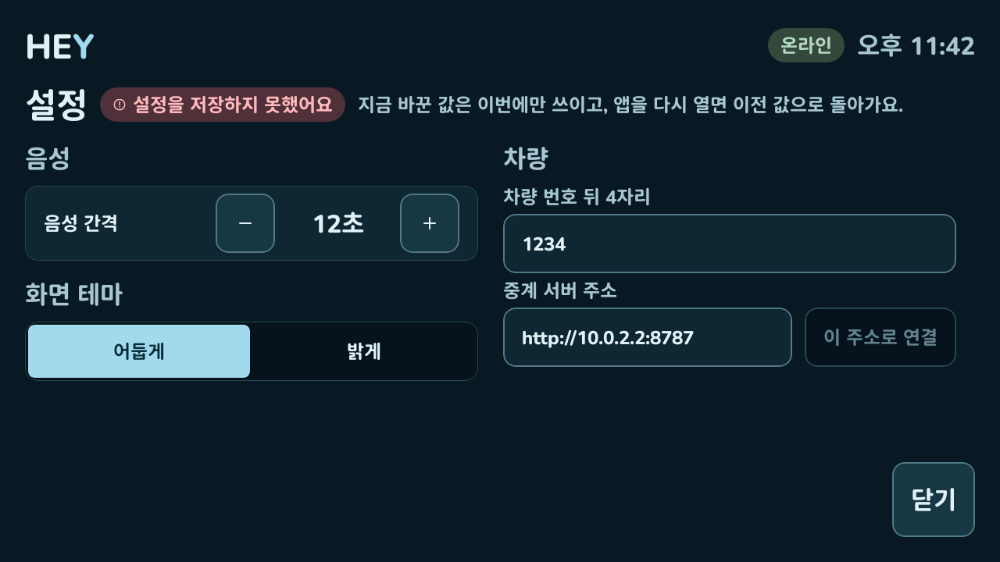 HEY
온라인 오후 11:42
설정 설정을 저장하지 못했어요 지금 바꾼 값은 이번에만 쓰이고, 앱을 다시 열면 이전 값으로 돌아가요.
음성
음성 간격 − 12초 +
화면 테마
어둡게 밝게
차량
차량 번호 뒤 4자리
1234
중계 서버 주소
http://10.0.2.2:8787 이 주소로 연결
닫기